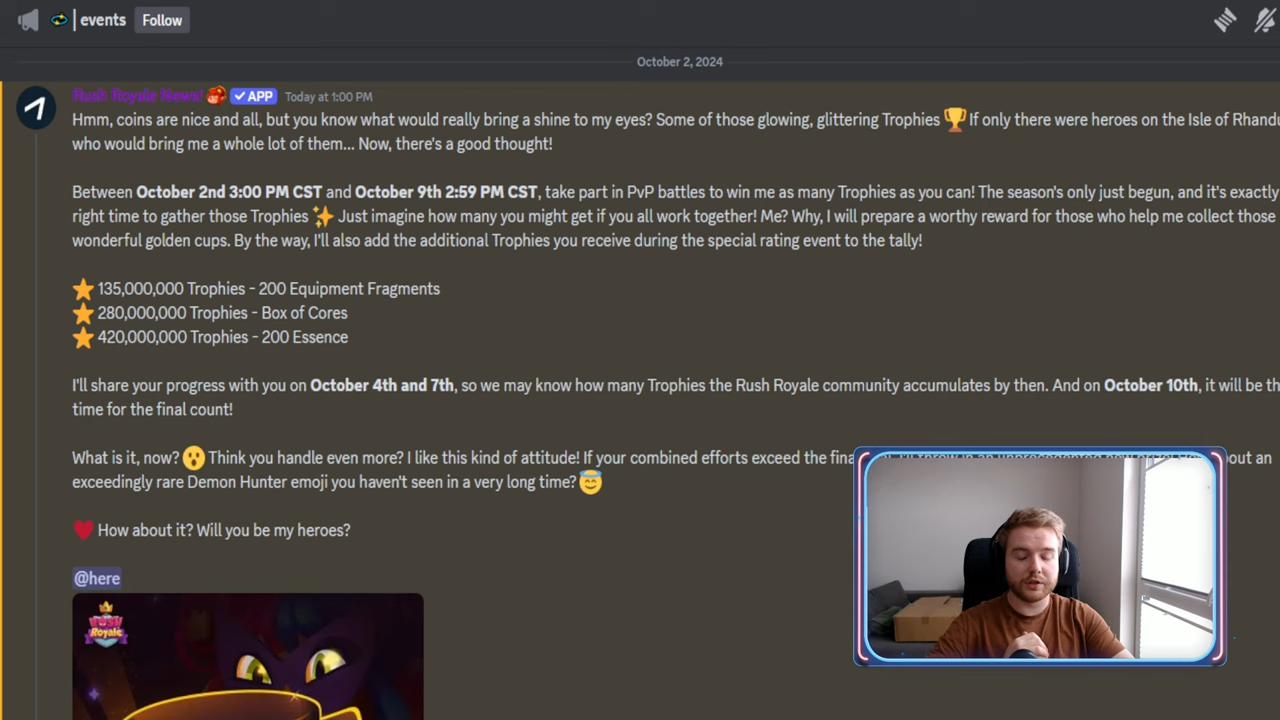 events Follow
October 2, 2024
Rush Royale News! ✓ APP Today at 1:00 PM
Hmm, coins are nice and all, but you know what would really bring a shine to my eyes? Some of those glowing, glittering Trophies 🏆 If only there were heroes on the Isle of
who would bring me a whole lot of them... Now, there's a good thought!
Between October 2nd 3:00 PM CST and October 9th 2:59 PM CST, take part in PvP battles to win me as many Trophies as you can! The season's only just begun, and it's exactly
right time to gather those Trophies ✨ Just imagine how many you might get if you all work together! Me? Why, I will prepare a worthy reward for those who help me collect those
wonderful golden cups. By the way, I'll also add the additional Trophies you receive during the special rating event to the tally!
⭐ 135,000,000 Trophies - 200 Equipment Fragments
⭐ 280,000,000 Trophies - Box of Cores
⭐ 420,000,000 Trophies - 200 Essence
I'll share your progress with you on October 4th and 7th, so we may know how many Trophies the Rush Royale community accumulates by then. And on October 10th, it will be
time for the final count!
What is it, now? 😮 Think you handle even more? I like this kind of attitude! If your combined efforts exceed the
exceedingly rare Demon Hunter emoji you haven't seen in a very long time? 😇
❤️ How about it? Will you be my heroes?
@here
RUSH
Royale